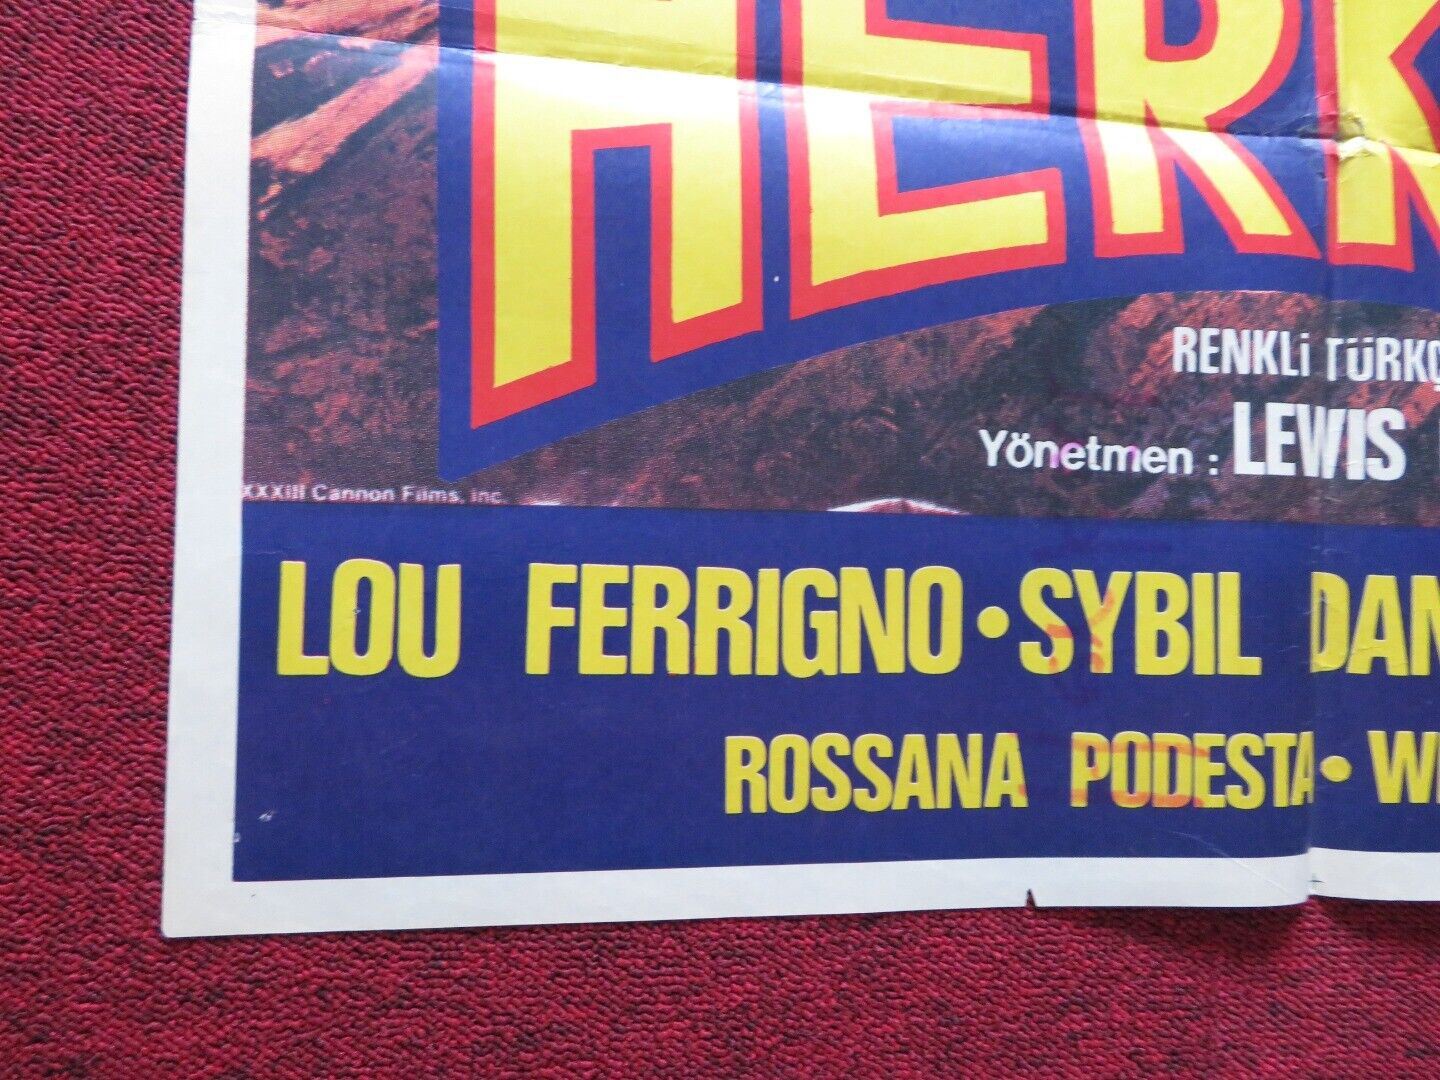 HERK
RENKLİ TÜRKÇ
Yönetmen : LEWIS
XXXiii Cannon Films, inc.
LOU FERRIGNO • SYBIL DAN
ROSSANA PODESTA • W